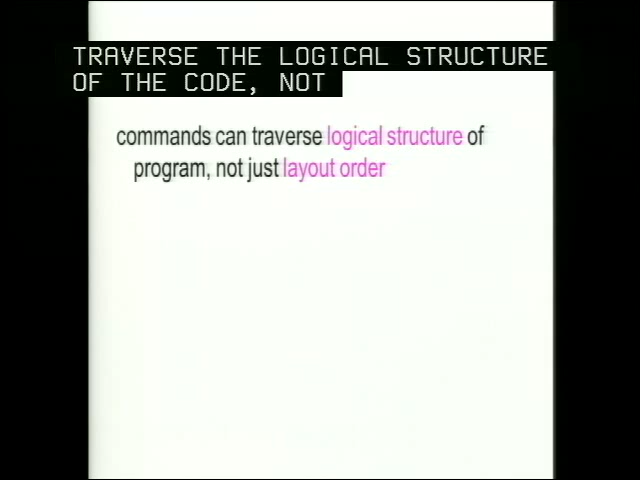 TRAVERSE THE LOGICAL STRUCTURE
OF THE CODE, NOT
commands can traverse logical structure of
program, not just layout order